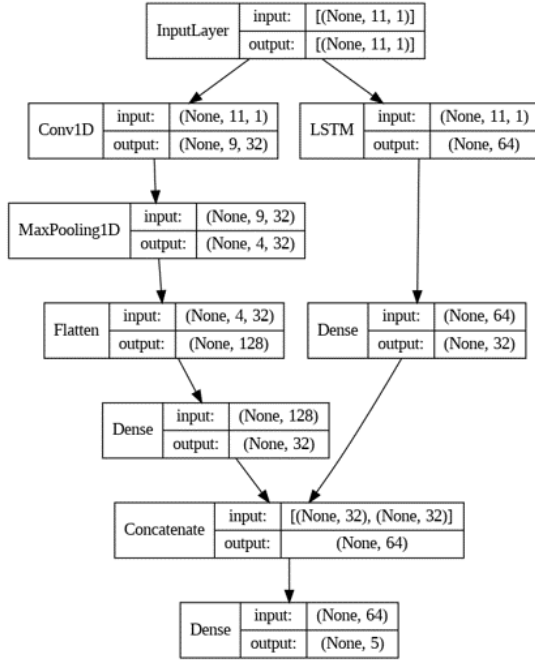 InputLayer
input: [(None, 11, 1)]
output: [(None, 11, 1)]
Conv1D
input: (None, 11, 1)
output: (None, 9, 32)
LSTM
input: (None, 11, 1)
output: (None, 64)
MaxPooling1D
input: (None, 9, 32)
output: (None, 4, 32)
Flatten
input: (None, 4, 32)
output: (None, 128)
Dense
input: (None, 64)
output: (None, 32)
Dense
input: (None, 128)
output: (None, 32)
Concatenate
input: [(None, 32), (None, 32)]
output: (None, 64)
Dense
input: (None, 64)
output: (None, 5)